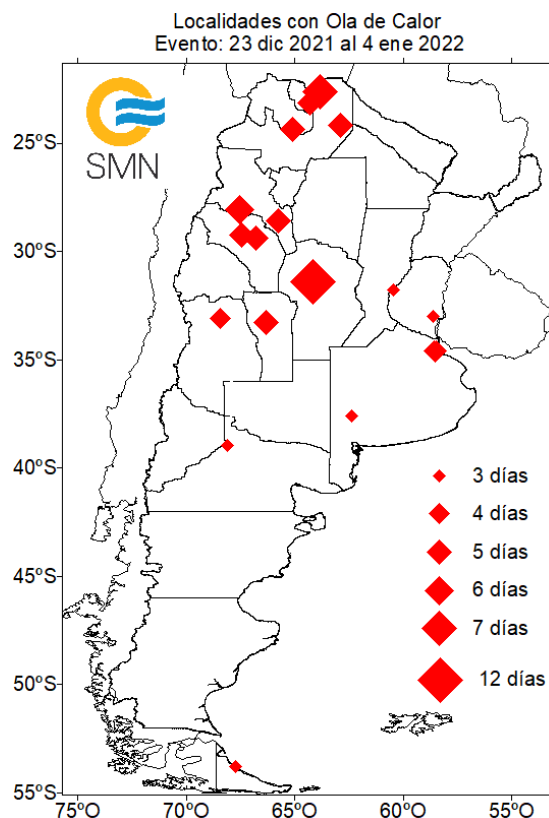 Localidades con Ola de Calor
Evento: 23 dic 2021 al 4 ene 2022
SMN
25°S
30°S
35°S
40°S
45°S
50°S
55°S
3 días
4 días
5 días
6 días
7 días
12 días
75°O
70°O
65°O
60°O
55°O